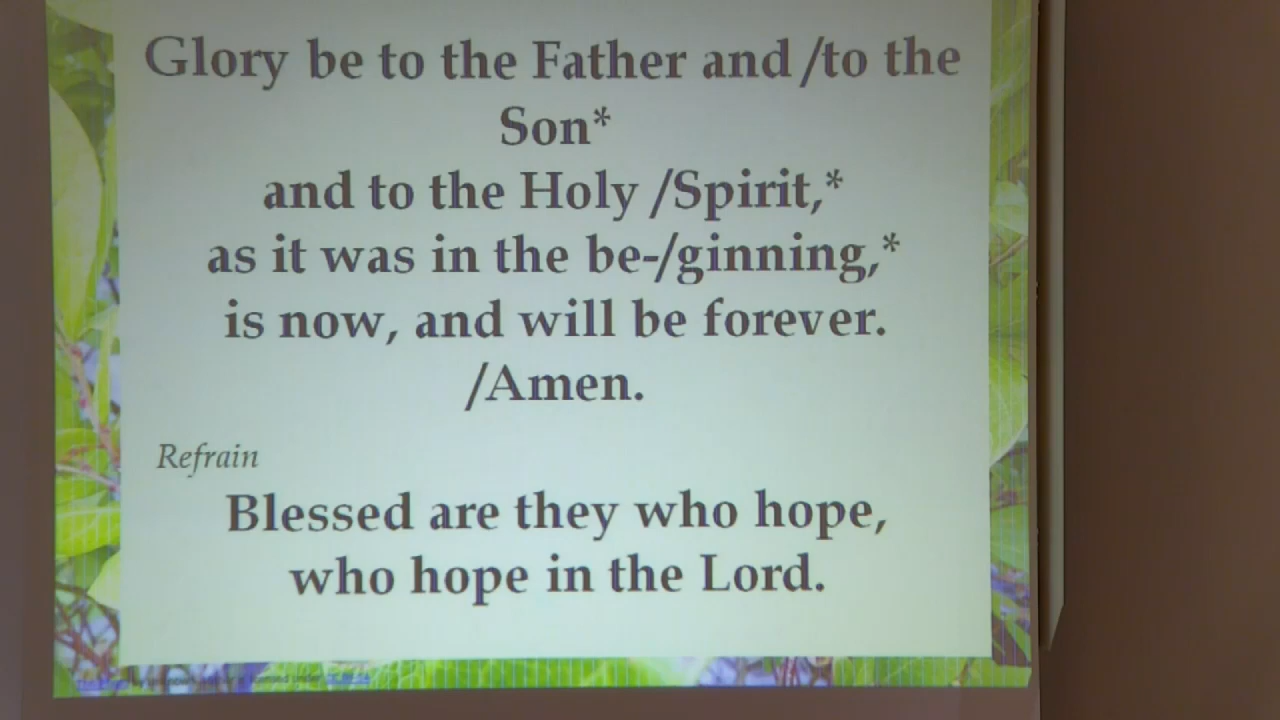 Glory be to the Father and /to the
Son*
and to the Holy /Spirit,*
as it was in the be-/ginning,*
is now, and will be forever.
/Amen.
Refrain
Blessed are they who hope,
who hope in the Lord.